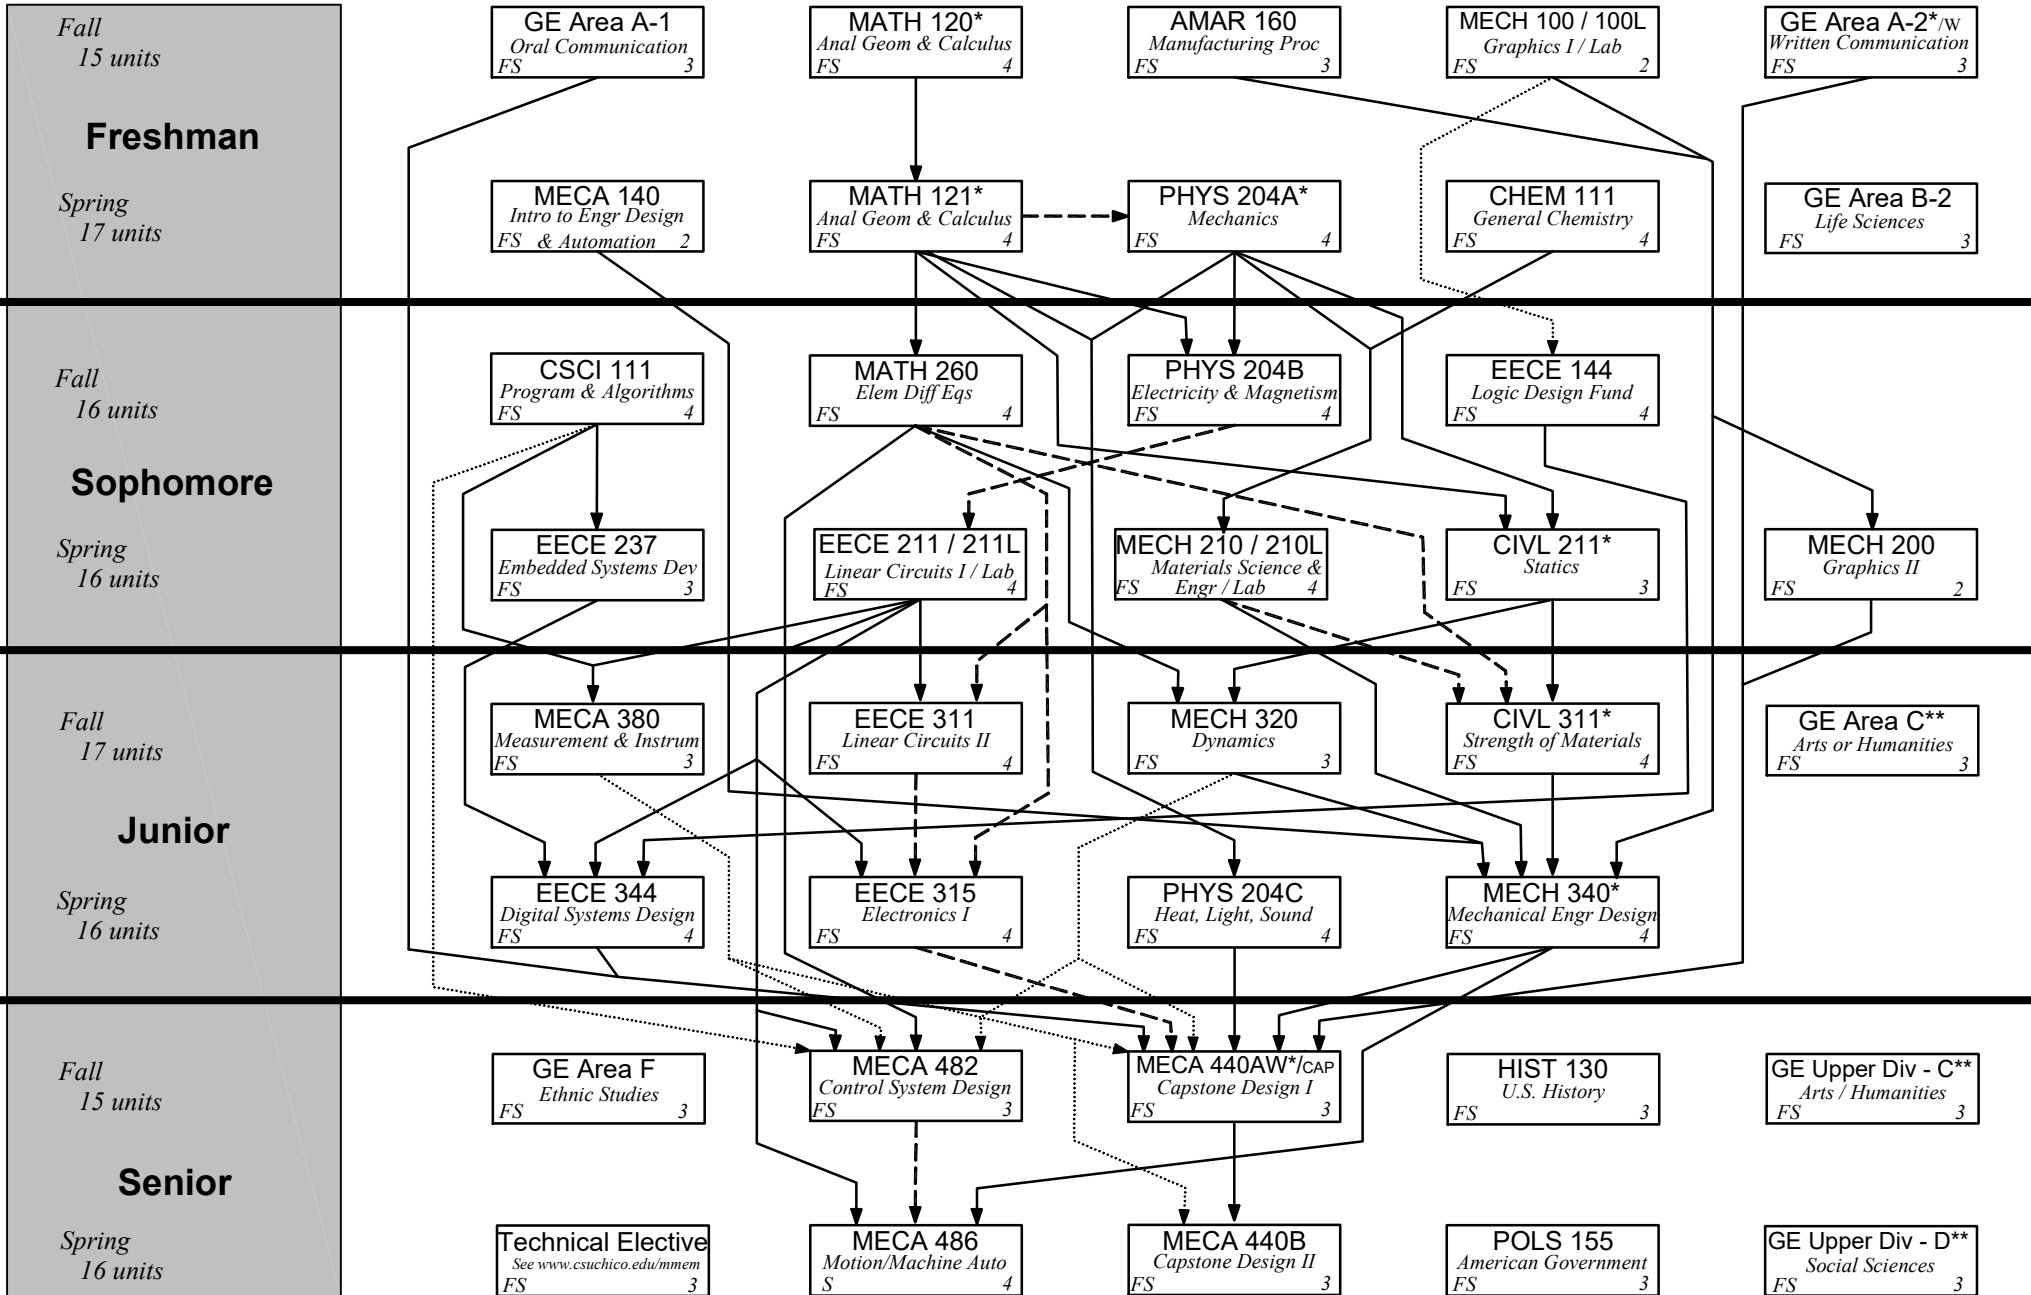 Fall
15 units
GE Area A-1
Oral Communication
FS 3
MATH 120*
Anal Geom & Calculus
FS 4
AMAR 160
Manufacturing Proc
FS 3
MECH 100 / 100L
Graphics I / Lab
FS 2
GE Area A-2*/W
Written Communication
FS 3
Freshman
Spring
17 units
MECA 140
Intro to Engr Design
FS & Automation 2
MATH 121*
Anal Geom & Calculus
FS 4
PHYS 204A*
Mechanics
FS 4
CHEM 111
General Chemistry
FS 4
GE Area B-2
Life Sciences
FS 3
Fall
16 units
CSCI 111
Program & Algorithms
FS 4
MATH 260
Elem Diff Eqs
FS 4
PHYS 204B
Electricity & Magnetism
FS 4
EECE 144
Logic Design Fund
FS 4
Sophomore
Spring
16 units
EECE 237
Embedded Systems Dev
FS 3
EECE 211 / 211L
Linear Circuits I / Lab
FS 4
MECH 210 / 210L
Materials Science &
FS Engr / Lab 4
CIVL 211*
Statics
FS 3
MECH 200
Graphics II
FS 2
Fall
17 units
MECA 380
Measurement & Instrum
FS 3
EECE 311
Linear Circuits II
FS 4
MECH 320
Dynamics
FS 3
CIVL 311*
Strength of Materials
FS 4
GE Area C**
Arts or Humanities
FS 3
Junior
Spring
16 units
EECE 344
Digital Systems Design
FS 4
EECE 315
Electronics I
FS 4
PHYS 204C
Heat, Light, Sound
FS 4
MECH 340*
Mechanical Engr Design
FS 4
Fall
15 units
GE Area F
Ethnic Studies
FS 3
MECA 482
Control System Design
FS 3
MECA 440AW*/CAP
Capstone Design I
FS 3
HIST 130
U.S. History
FS 3
GE Upper Div - C**
Arts / Humanities
FS 3
Senior
Spring
16 units
Technical Elective
See www.csuchico.edu/mmem
FS 3
MECA 486
Motion/Machine Auto
S 4
MECA 440B
Capstone Design II
FS 3
POLS 155
American Government
FS 3
GE Upper Div - D**
Social Sciences
FS 3